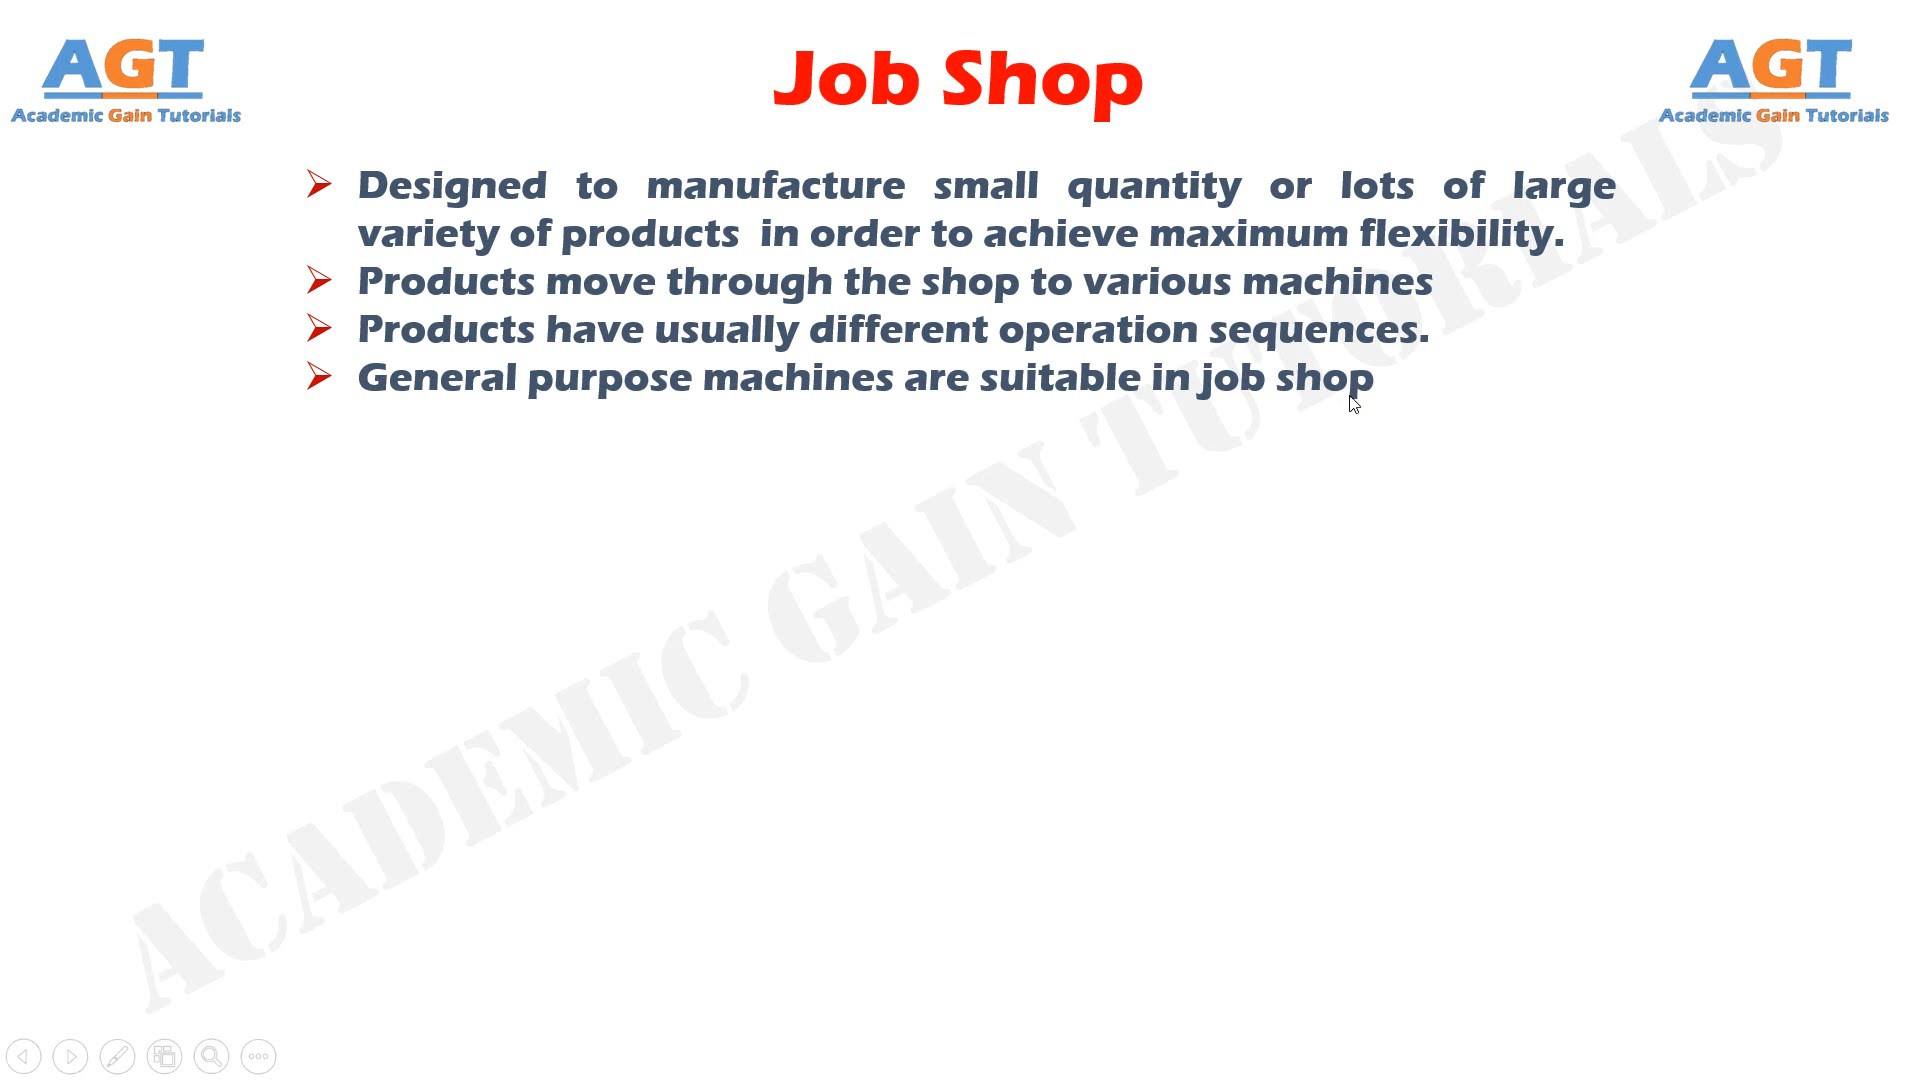 AGT
Academic Gain Tutorials
Job Shop
AGT
Academic Gain Tutorials
Designed to manufacture small quantity or lots of large
variety of products in order to achieve maximum flexibility.
Products move through the shop to various machines
Products have usually different operation sequences.
General purpose machines are suitable in job shop
ACADEMIC GAIN TUTORIALS